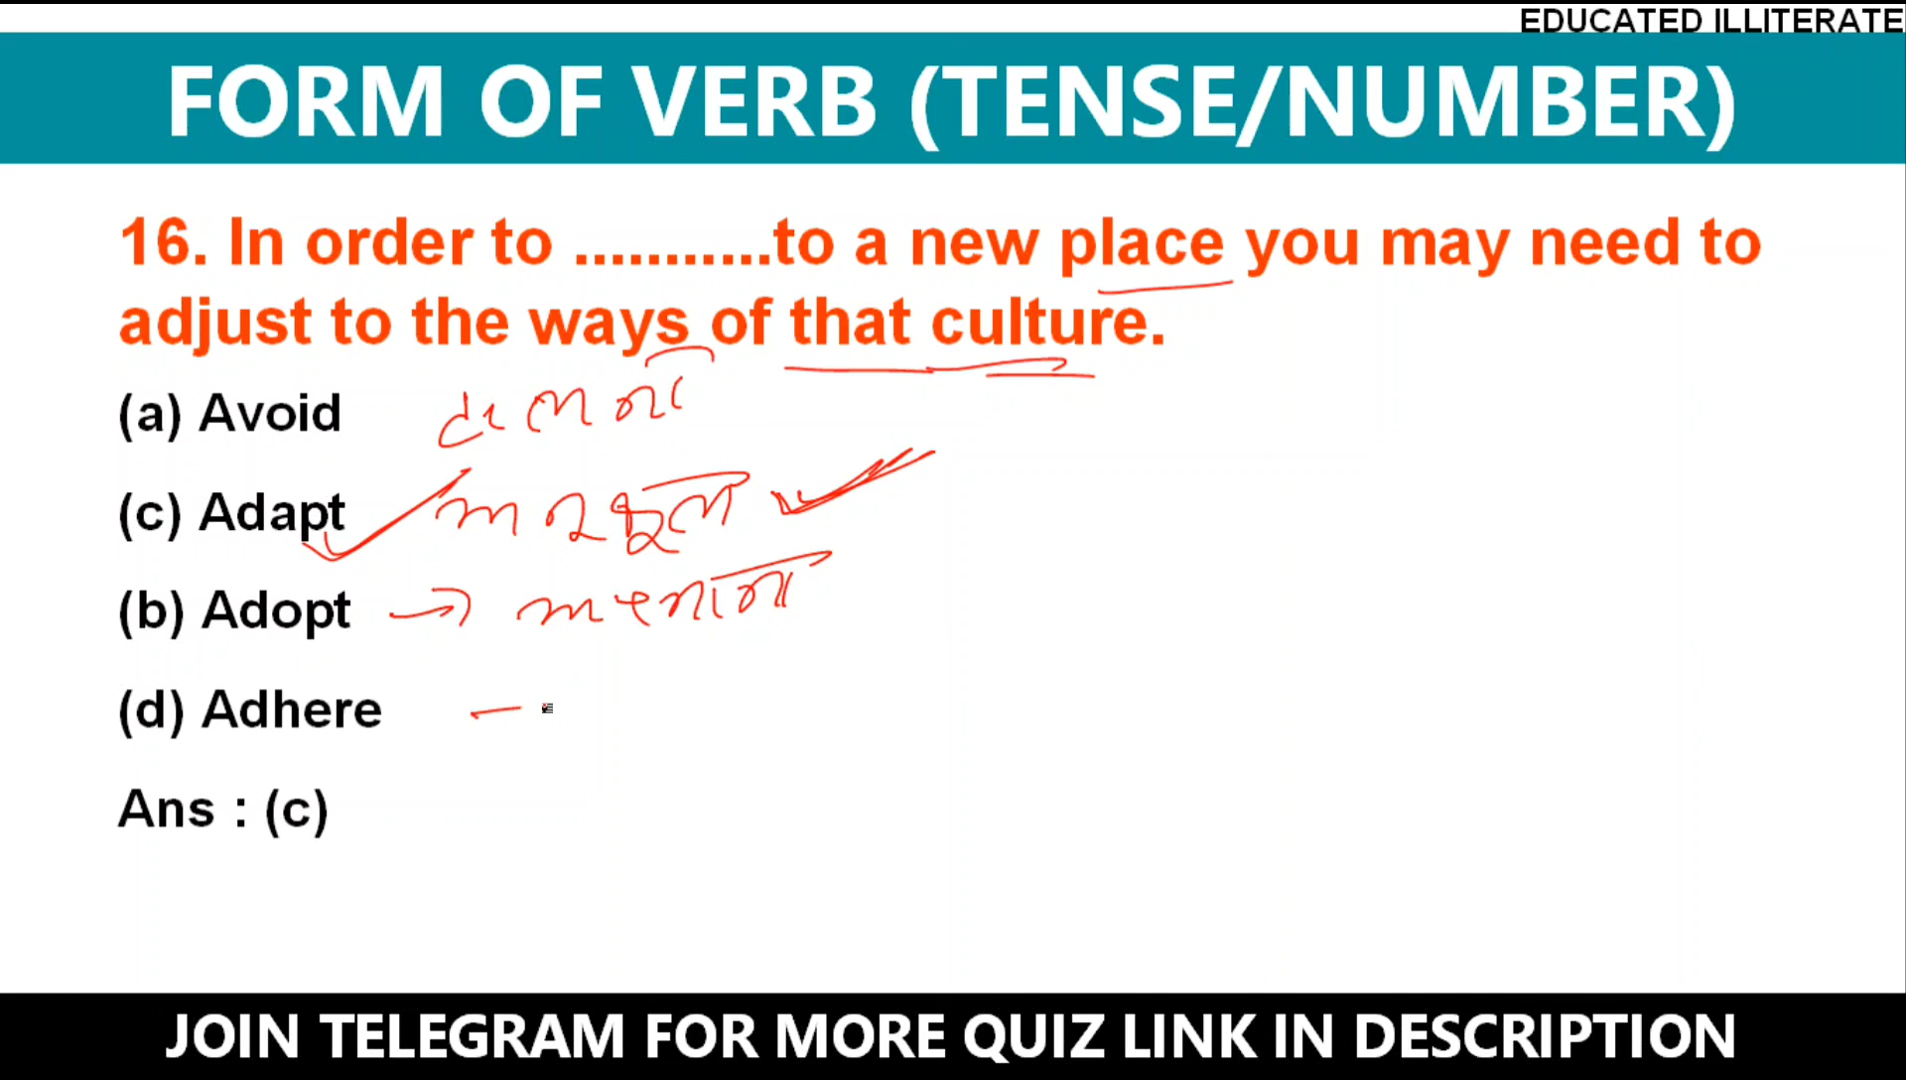 EDUCATED ILLITERATE
FORM OF VERB (TENSE/NUMBER)
16. In order to ...........to a new place you may need to
adjust to the ways of that culture.
(a) Avoid
(c) Adapt
(b) Adopt
(d) Adhere
Ans : (c)
JOIN TELEGRAM FOR MORE QUIZ LINK IN DESCRIPTION